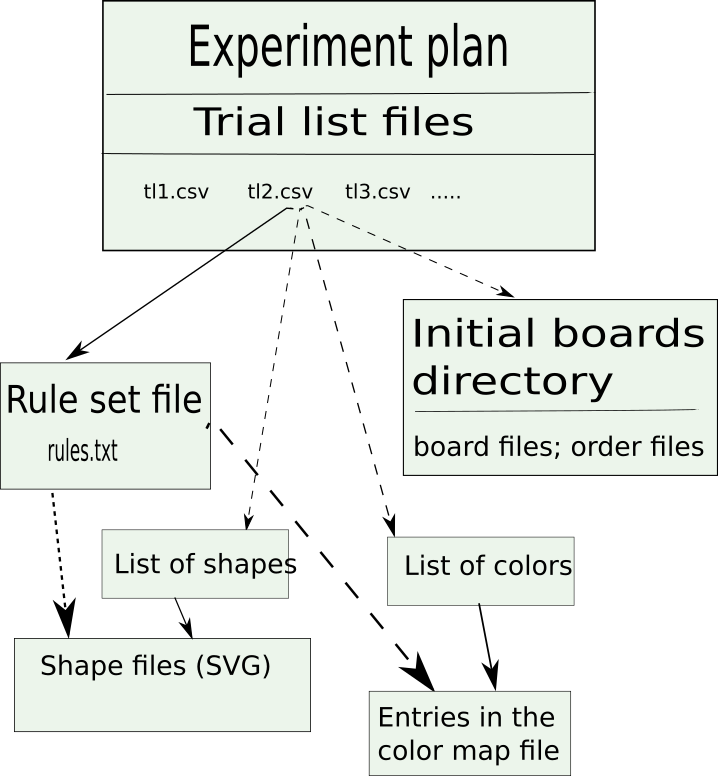 Experiment plan
Trial list files
tl1.csv tl2.csv tl3.csv .....
Initial boards
directory
board files; order files
Rule set file
rules.txt
List of shapes
List of colors
Shape files (SVG)
Entries in the
color map file